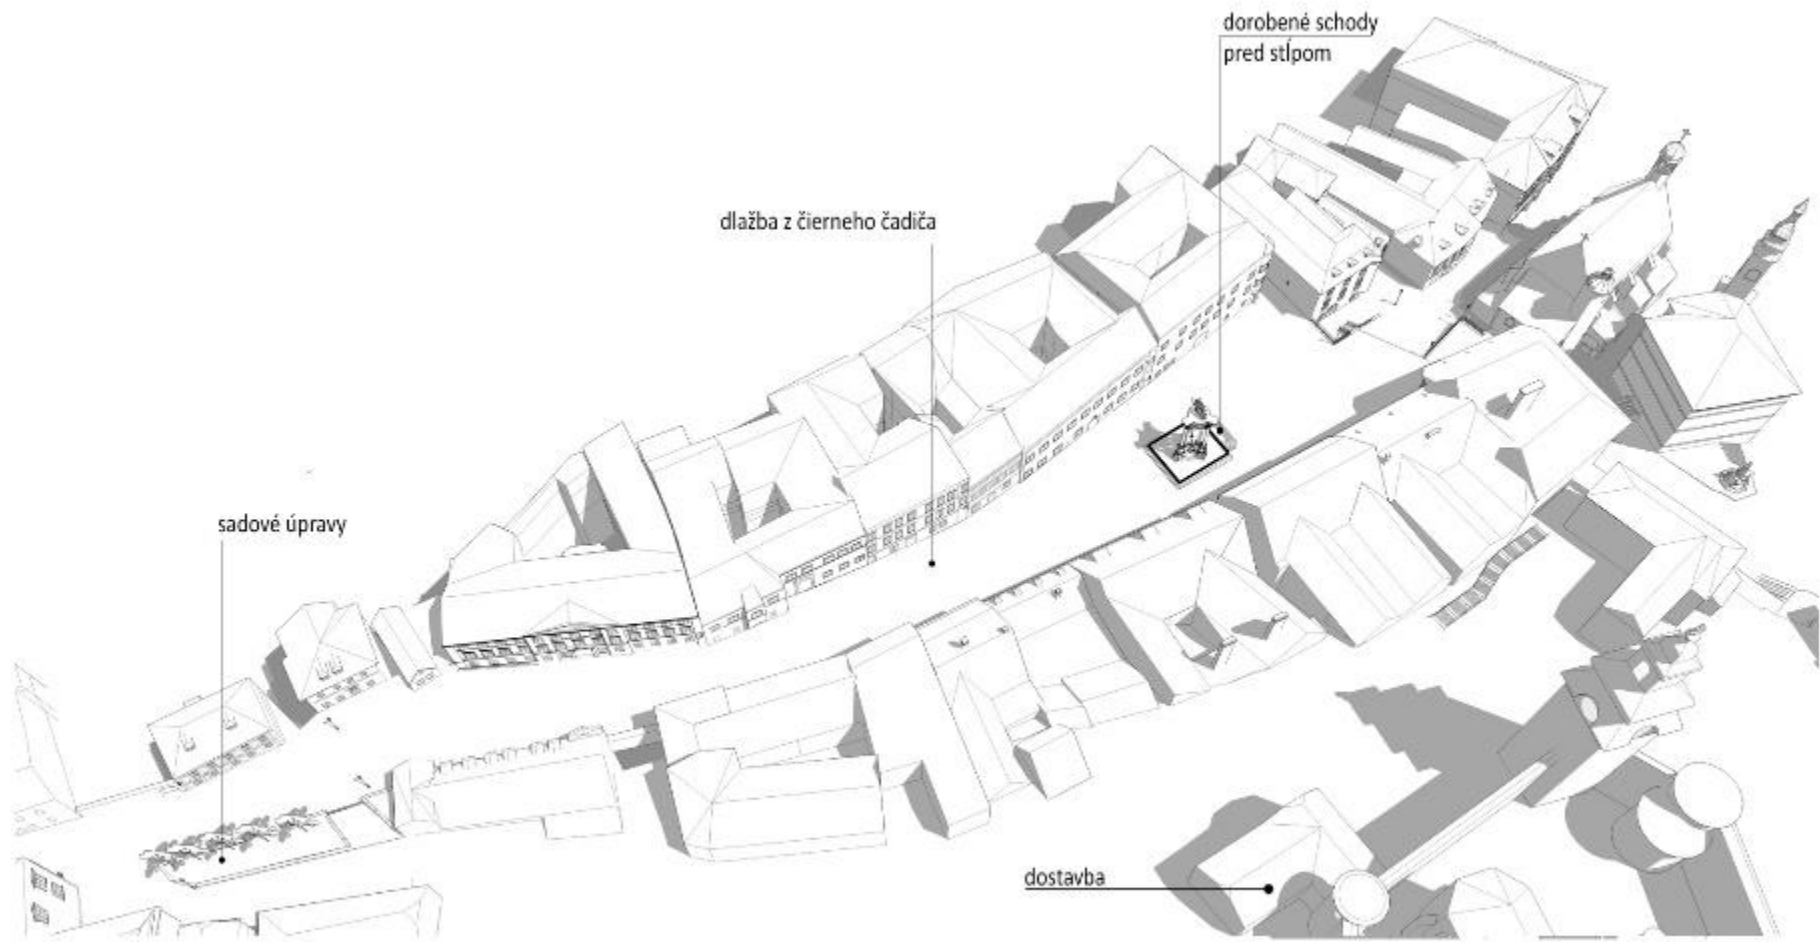 dorobené schody
pred stĺpom
dlažba z čierneho čadiča
sadové úpravy
dostavba